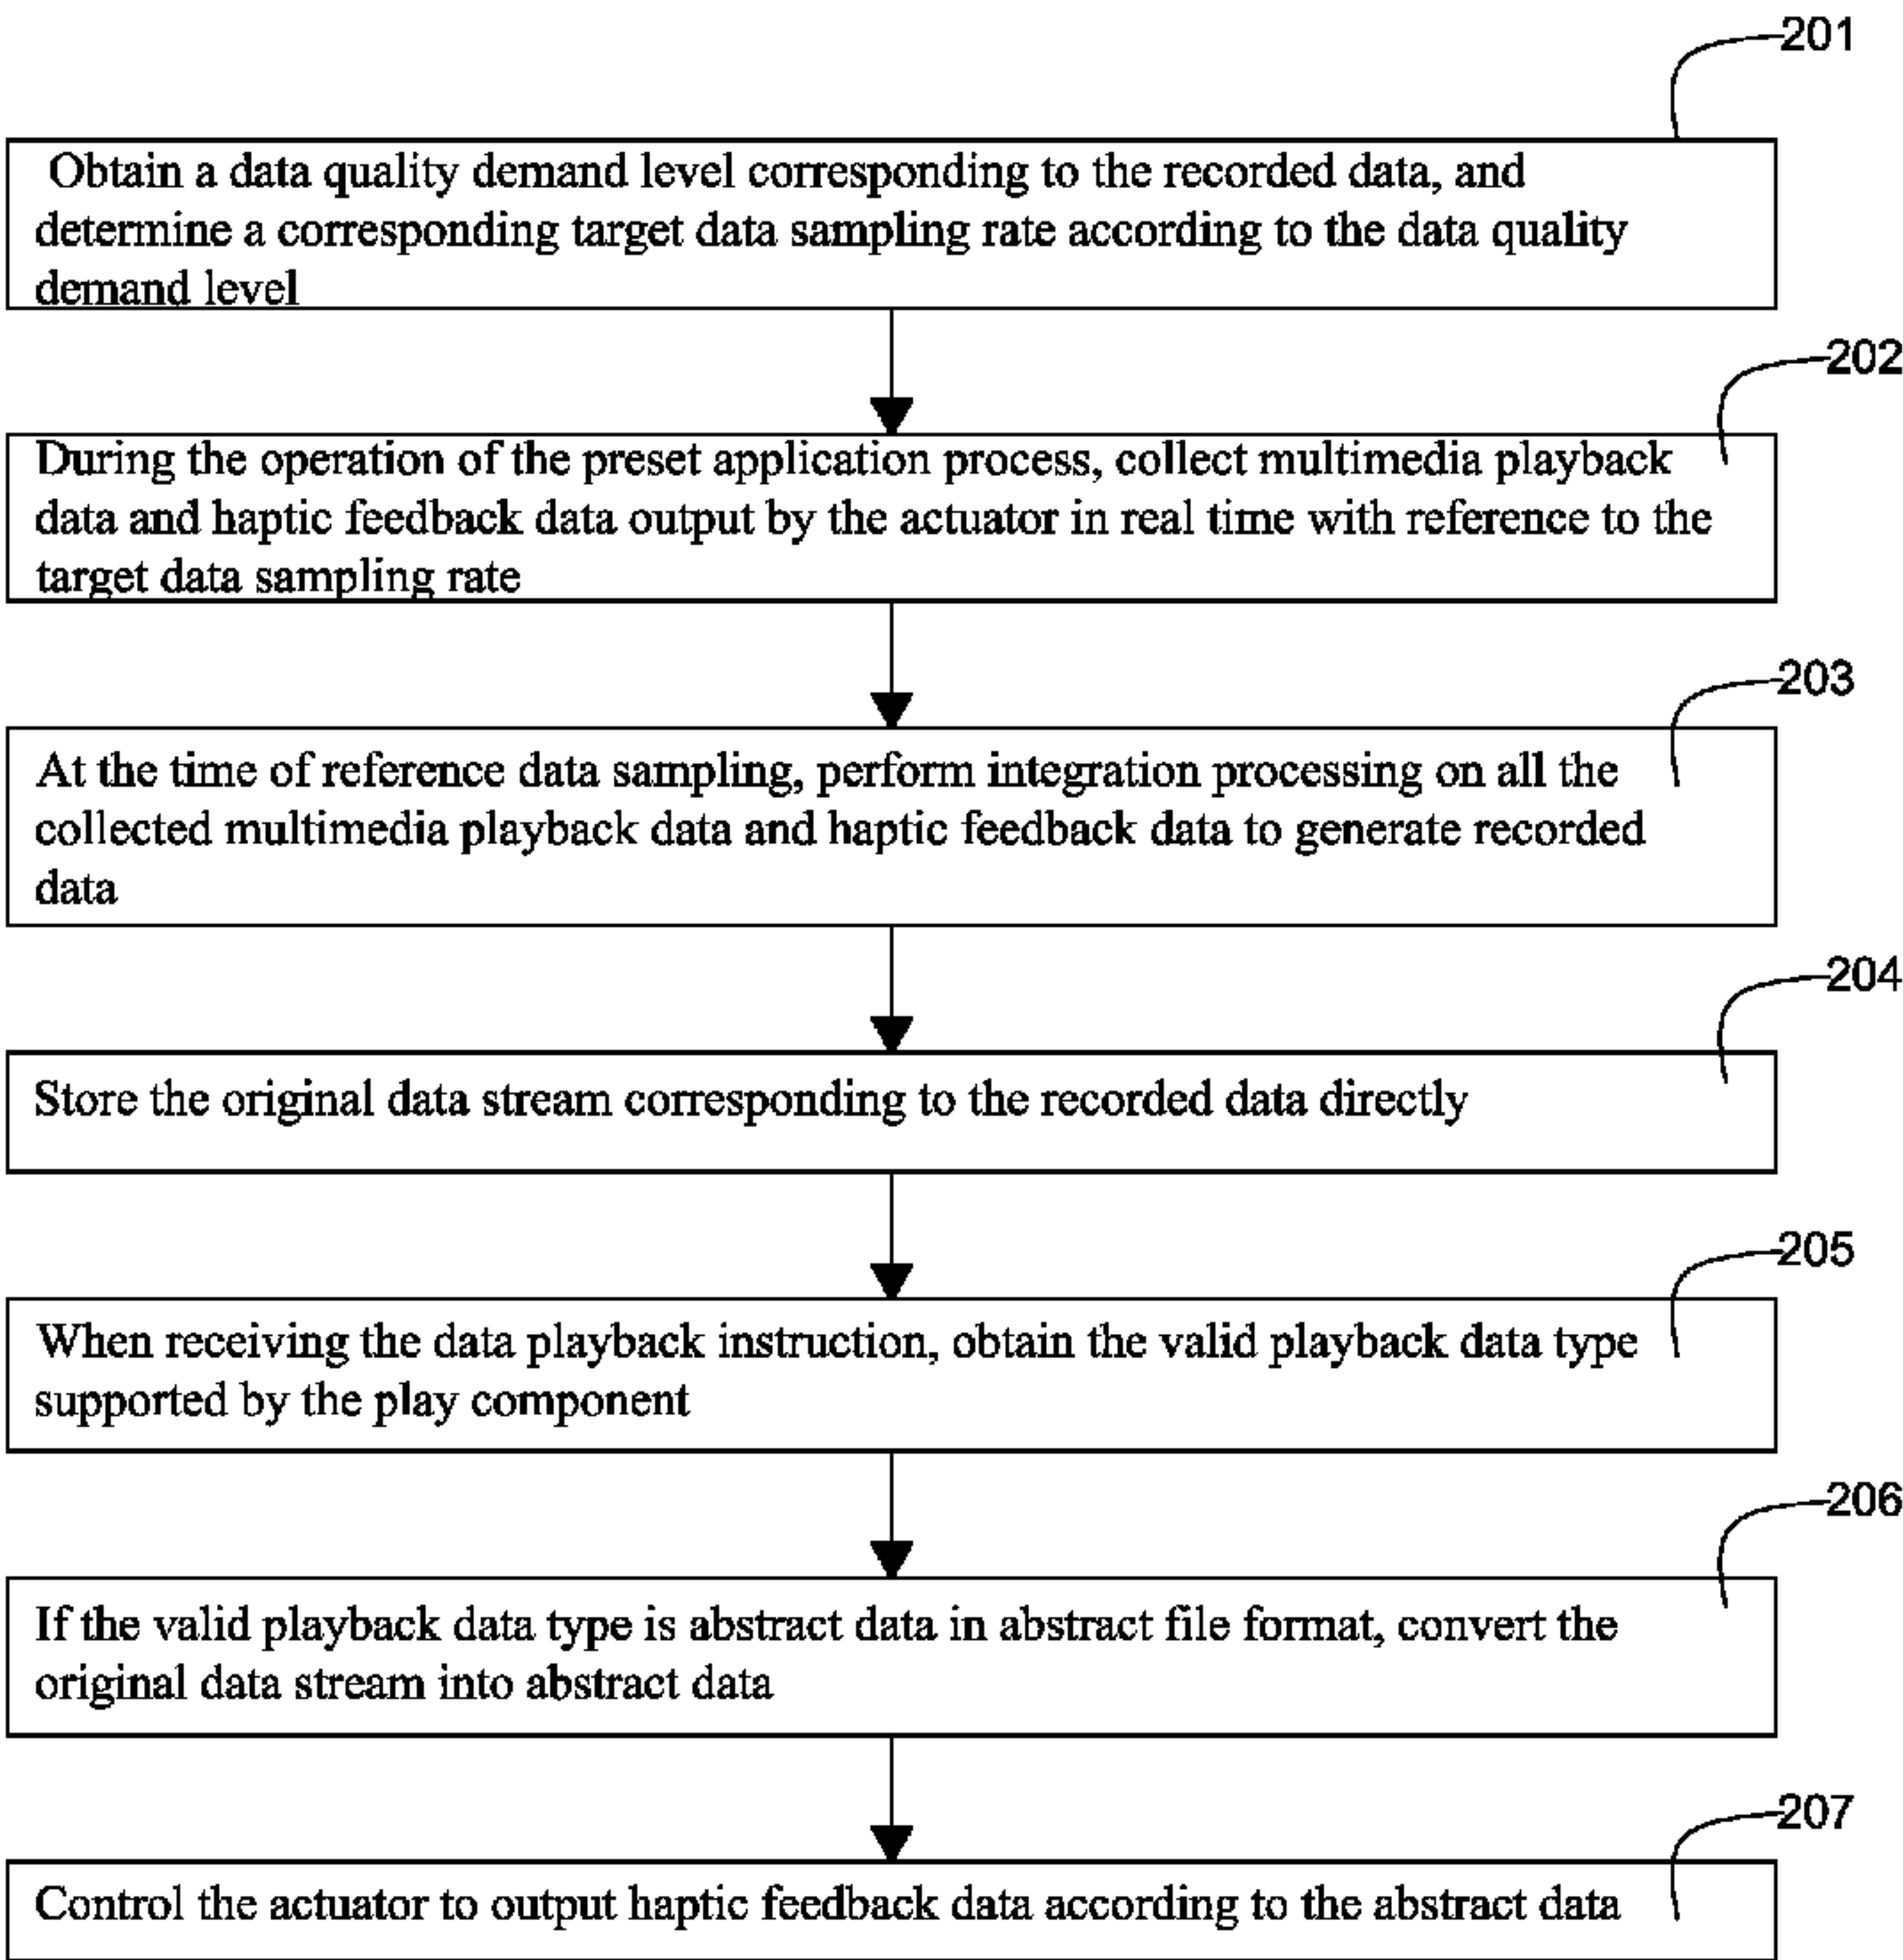 201
Obtain a data quality demand level corresponding to the recorded data, and
determine a corresponding target data sampling rate according to the data quality
demand level
202
During the operation of the preset application process, collect multimedia playback
data and haptic feedback data output by the actuator in real time with reference to the
target data sampling rate
203
At the time of reference data sampling, perform integration processing on all the
collected multimedia playback data and haptic feedback data to generate recorded
data
204
Store the original data stream corresponding to the recorded data directly
205
When receiving the data playback instruction, obtain the valid playback data type
supported by the play component
206
If the valid playback data type is abstract data in abstract file format, convert the
original data stream into abstract data
207
Control the actuator to output haptic feedback data according to the abstract data